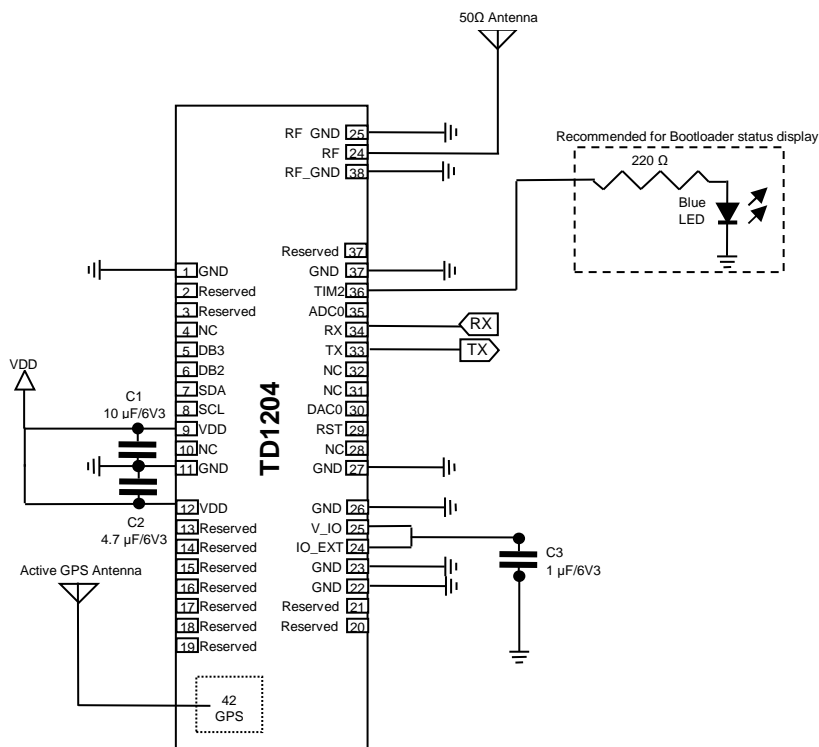 50Ω Antenna
RF GND 25
RF 24
RF_GND 38
Recommended for Bootloader status display
220 Ω
Blue
LED
Reserved 37
1 GND
GND 37
2 Reserved
TIM2 36
3 Reserved
ADC0 35
4 NC
RX 34
RX
5 DB3
TX 33
TX
6 DB2
NC 32
7 SDA
NC 31
8 SCL
DAC0 30
9 VDD
RST 29
10 NC
NC 28
11 GND
GND 27
12 VDD
GND 26
13 Reserved
V_IO 25
14 Reserved
IO_EXT 24
15 Reserved
GND 23
16 Reserved
GND 22
17 Reserved
Reserved 21
18 Reserved
Reserved 20
19 Reserved
TD1204
VDD
C1
10 µF/6V3
C2
4.7 µF/6V3
C3
1 µF/6V3
Active GPS Antenna
42
GPS